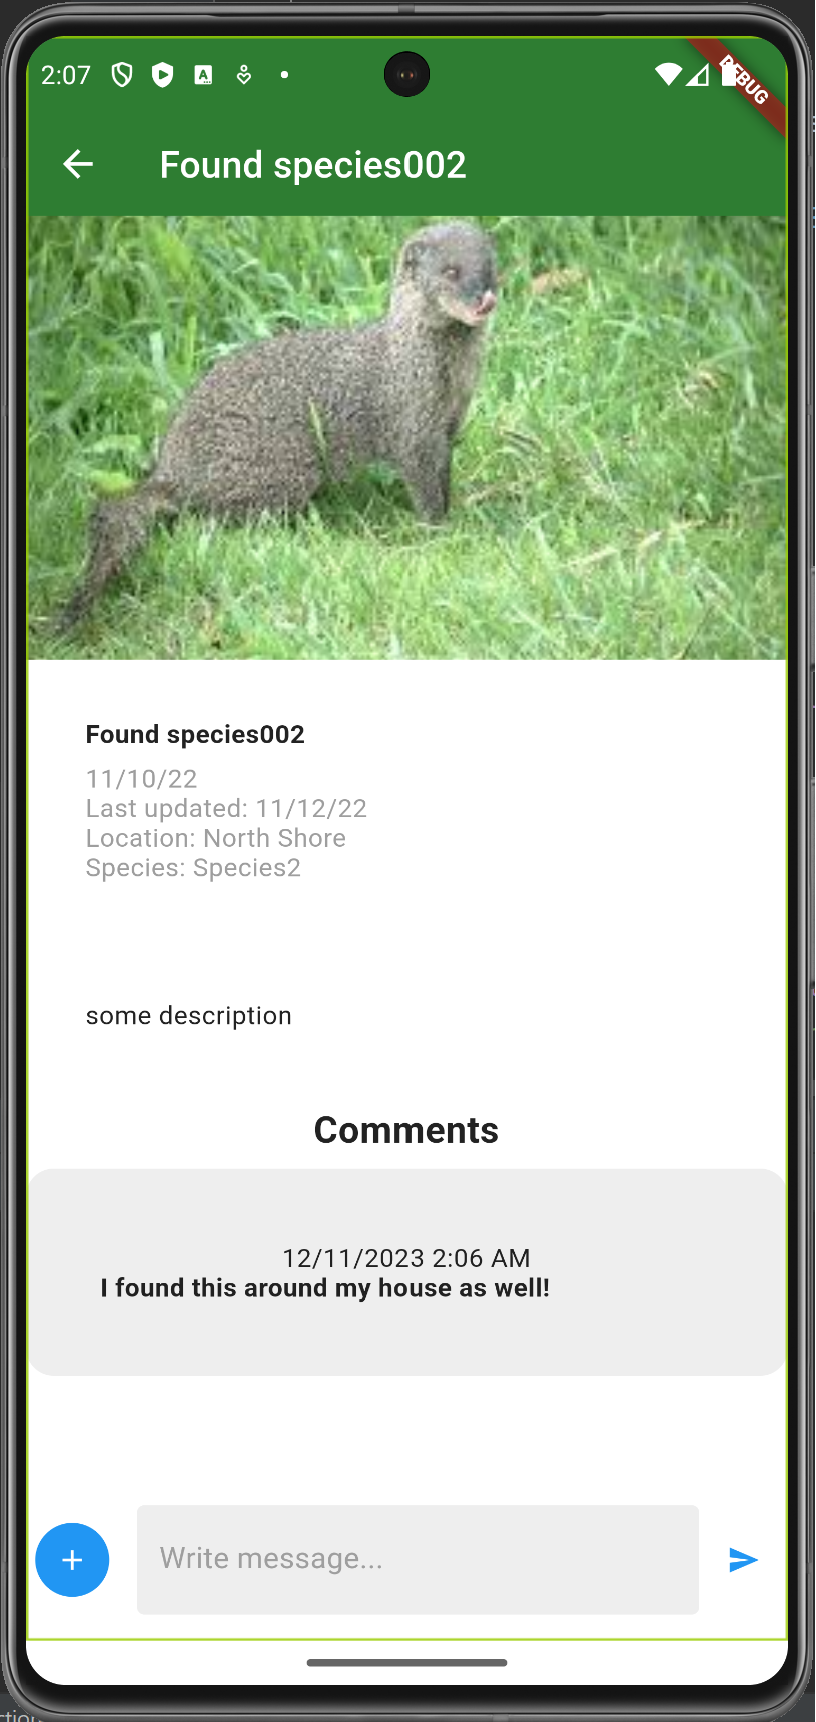 2:07
DEBUG
Found species002
Found species002
11/10/22
Last updated: 11/12/22
Location: North Shore
Species: Species2
some description
Comments
12/11/2023 2:06 AM
I found this around my house as well!
Write message...